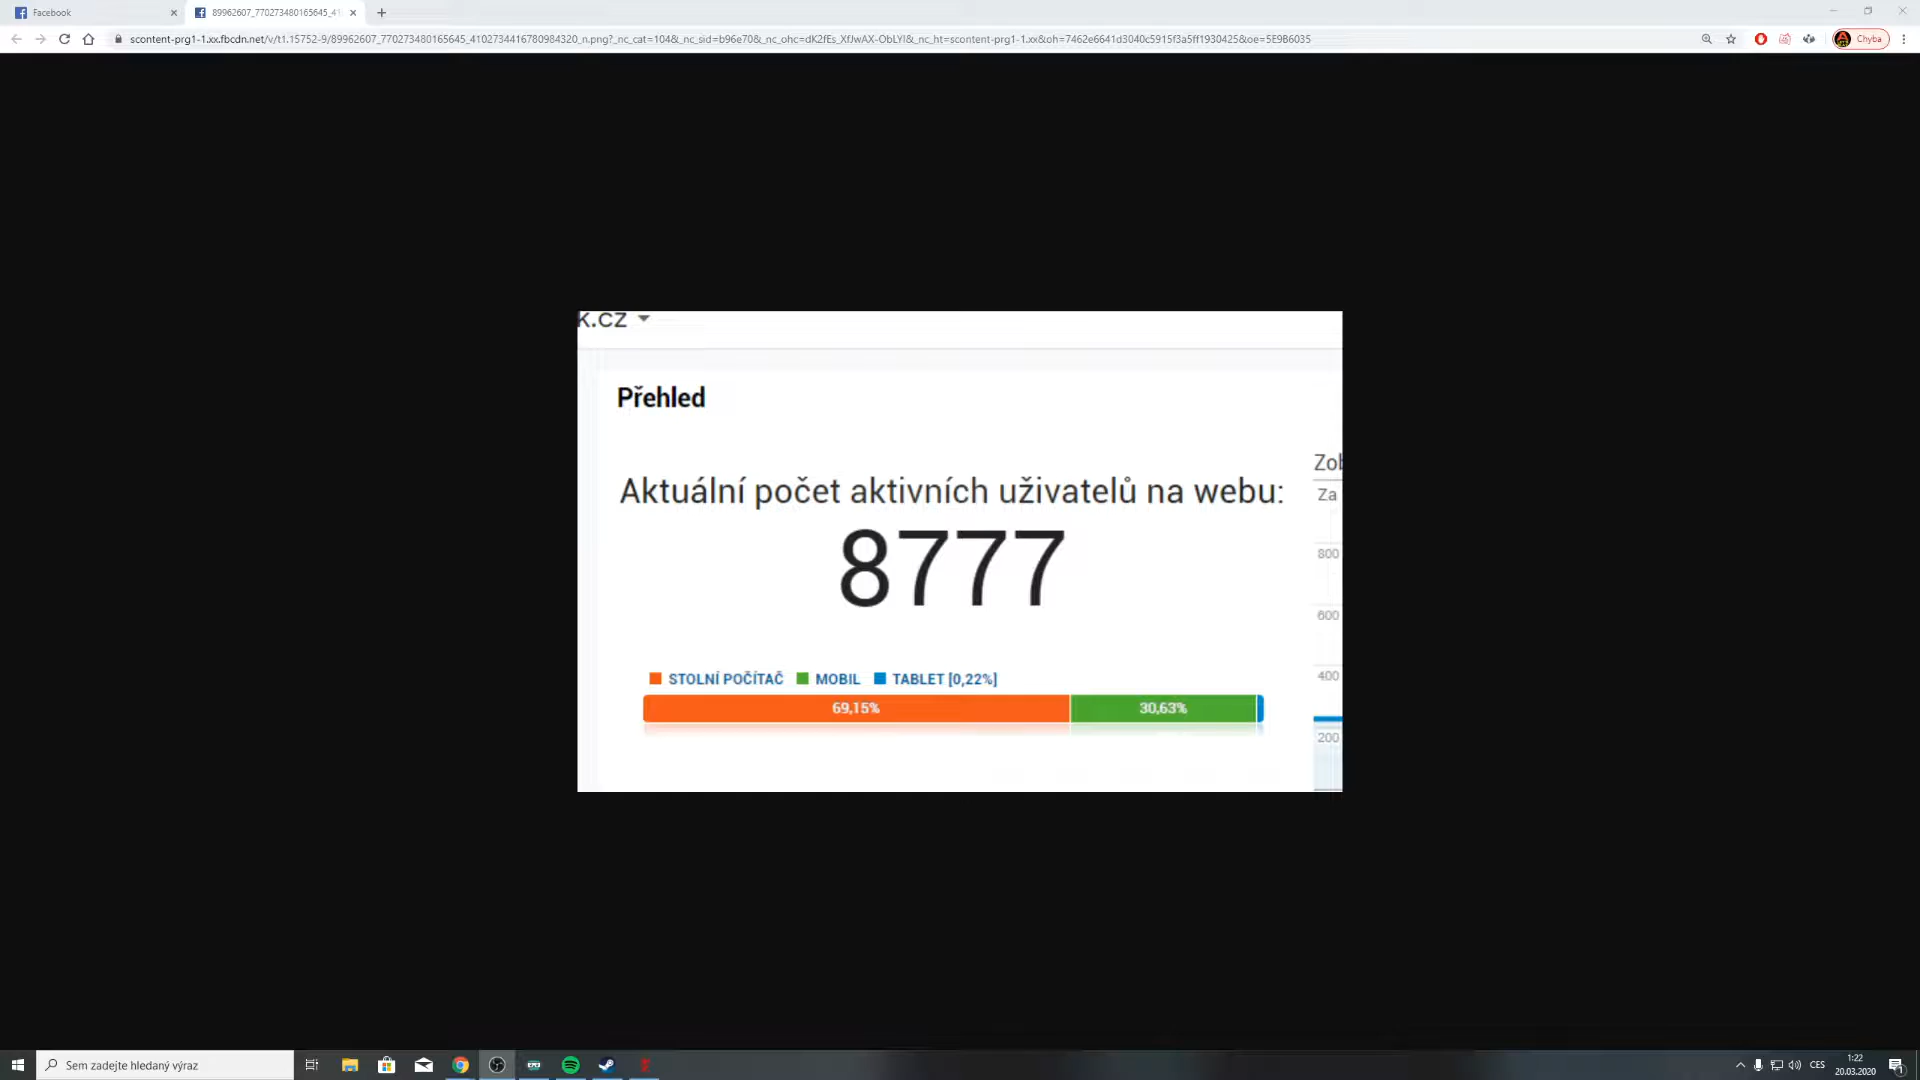 Facebook
89962607_770273480165645_41
scontent-prg1-1.xx.fbcdn.net/v/t1.15752-9/89962607_770273480165645_4102734416780984320_n.png?_nc_cat=104&_nc_sid=b96e70&_nc_ohc=dK2fEs_XfJwAX-ObLYl&_nc_ht=scontent-prg1-1.xx&oh=7462e6641d3040c5915f3a5ff1930425&oe=5E9B6035
Chyba
K.CZ
Přehled
Zob
Aktuální počet aktivních uživatelů na webu:
Za
8777
800
600
STOLNÍ POČÍTAČ MOBIL TABLET [0,22%]
400
69,15% 30,63%
200
Sem zadejte hledaný výraz
CES
1:22
20.03.2020